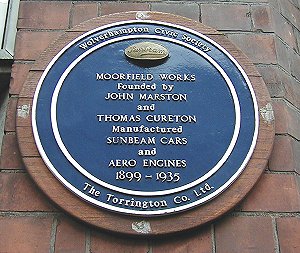 Wolverhampton Civic Society
MOORFIELD WORKS
Founded by
JOHN MARSTON
and
THOMAS CURETON
Manufactured
SUNBEAM CARS
and
AERO ENGINES
1899 - 1935
The Torrington Co. Ltd.